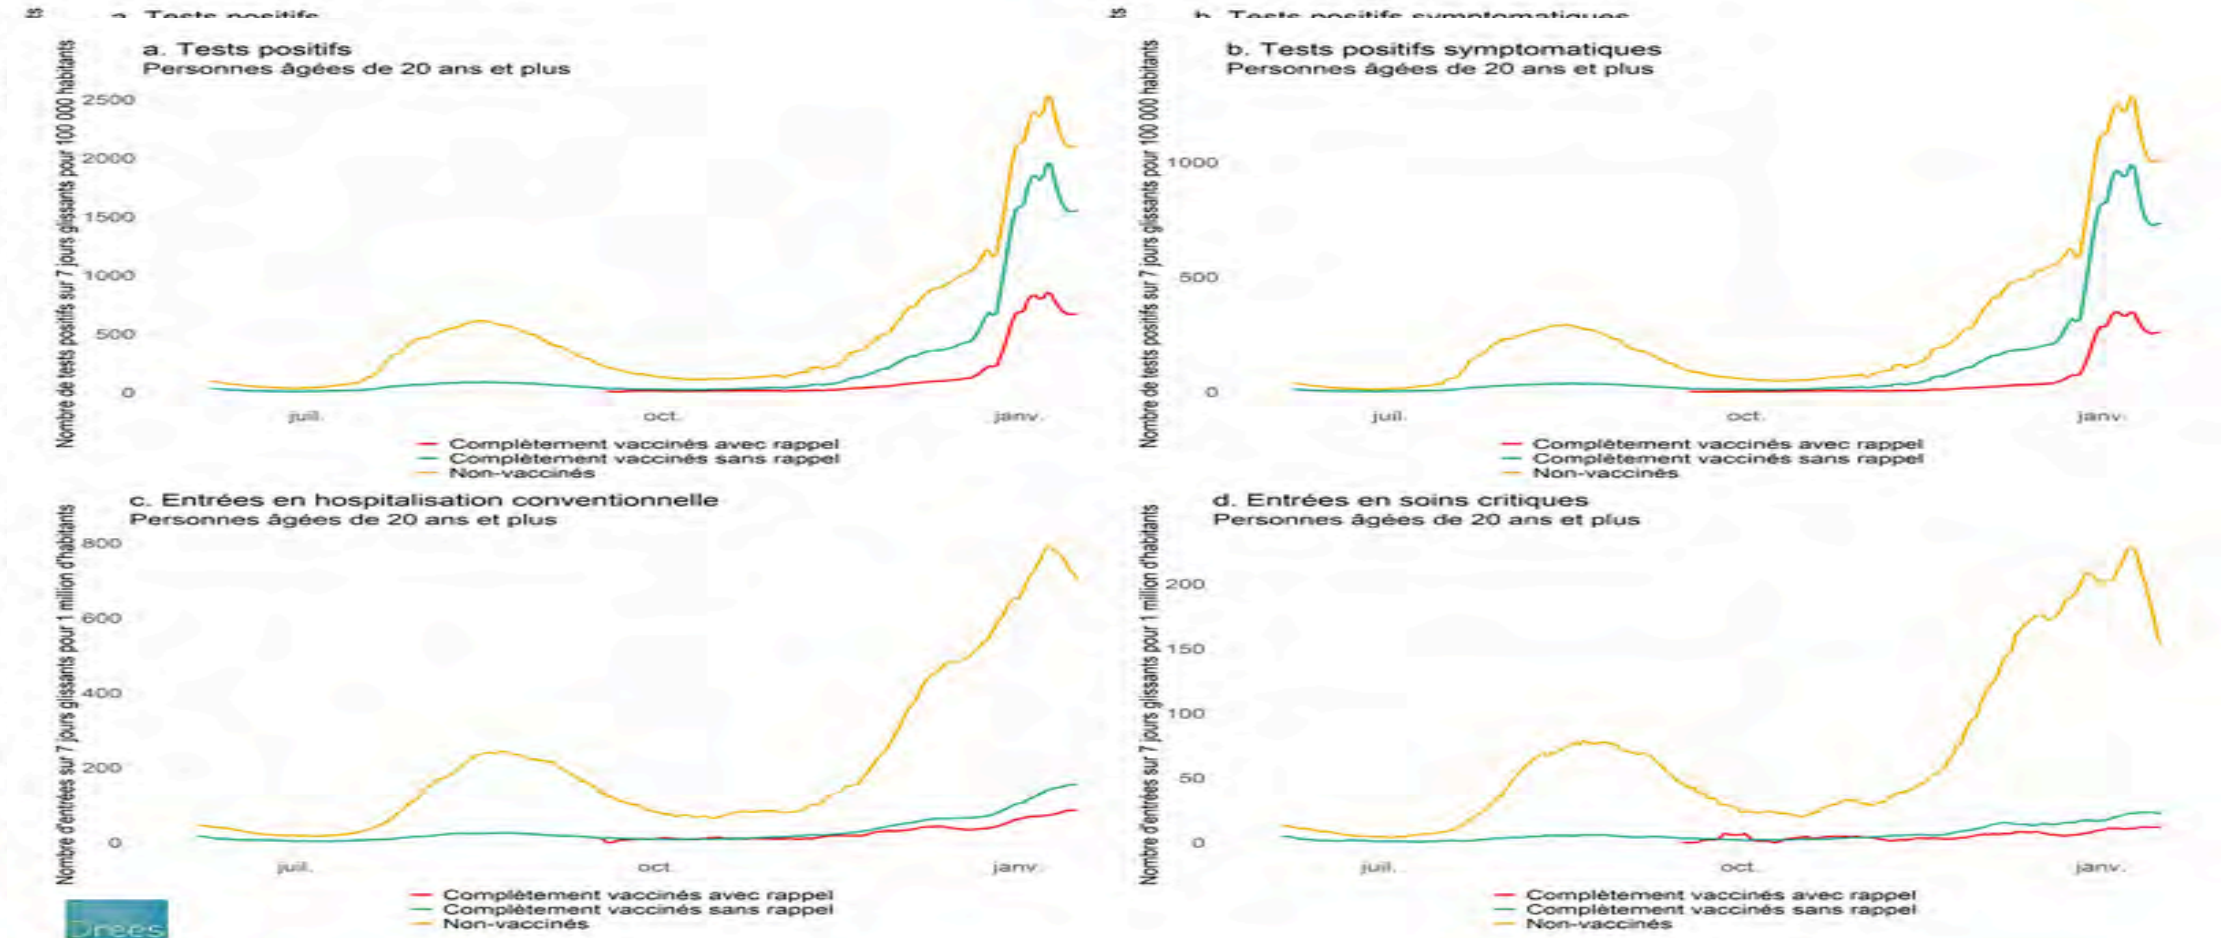 a. Tests positifs
b. Tests positifs symptomatiques
a. Tests positifs
Personnes âgées de 20 ans et plus
Nombre de tests positifs sur 7 jours glissants pour 100 000 habitants
2500
2000
1500
1000
500
0
juil.
oct.
janv.
Complètement vaccinés avec rappel
Complètement vaccinés sans rappel
Non-vaccinés
b. Tests positifs symptomatiques
Personnes âgées de 20 ans et plus
Nombre de tests positifs sur 7 jours glissants pour 100 000 habitants
1000
500
0
juil.
oct.
janv.
Complètement vaccinés avec rappel
Complètement vaccinés sans rappel
Non-vaccinés
c. Entrées en hospitalisation conventionnelle
Personnes âgées de 20 ans et plus
Nombre d'entrées sur 7 jours glissants pour 1 million d'habitants
800
600
400
200
0
juil.
oct.
janv.
Complètement vaccinés avec rappel
Complètement vaccinés sans rappel
Non-vaccinés
d. Entrées en soins critiques
Personnes âgées de 20 ans et plus
Nombre d'entrées sur 7 jours glissants pour 1 million d'habitants
200
150
100
50
0
juil.
oct.
janv.
Complètement vaccinés avec rappel
Complètement vaccinés sans rappel
Non-vaccinés
Drees